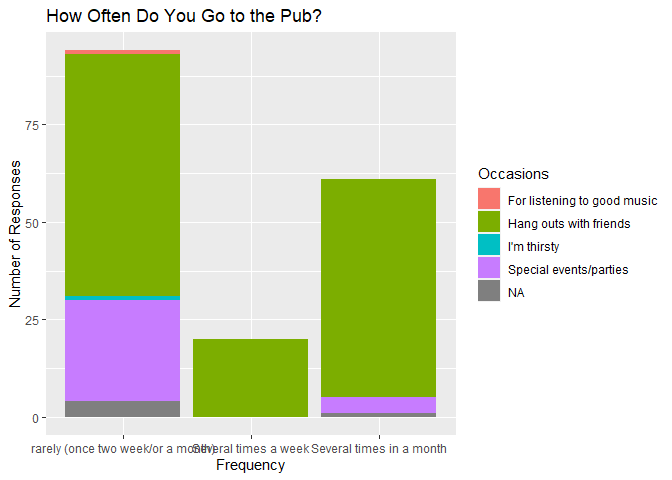 How Often Do You Go to the Pub?
Number of Responses
75
50
25
0
rarely (once two week/or a month)
Several times a week
Several times in a month
Frequency
Occasions
For listening to good music
Hang outs with friends
I'm thirsty
Special events/parties
NA